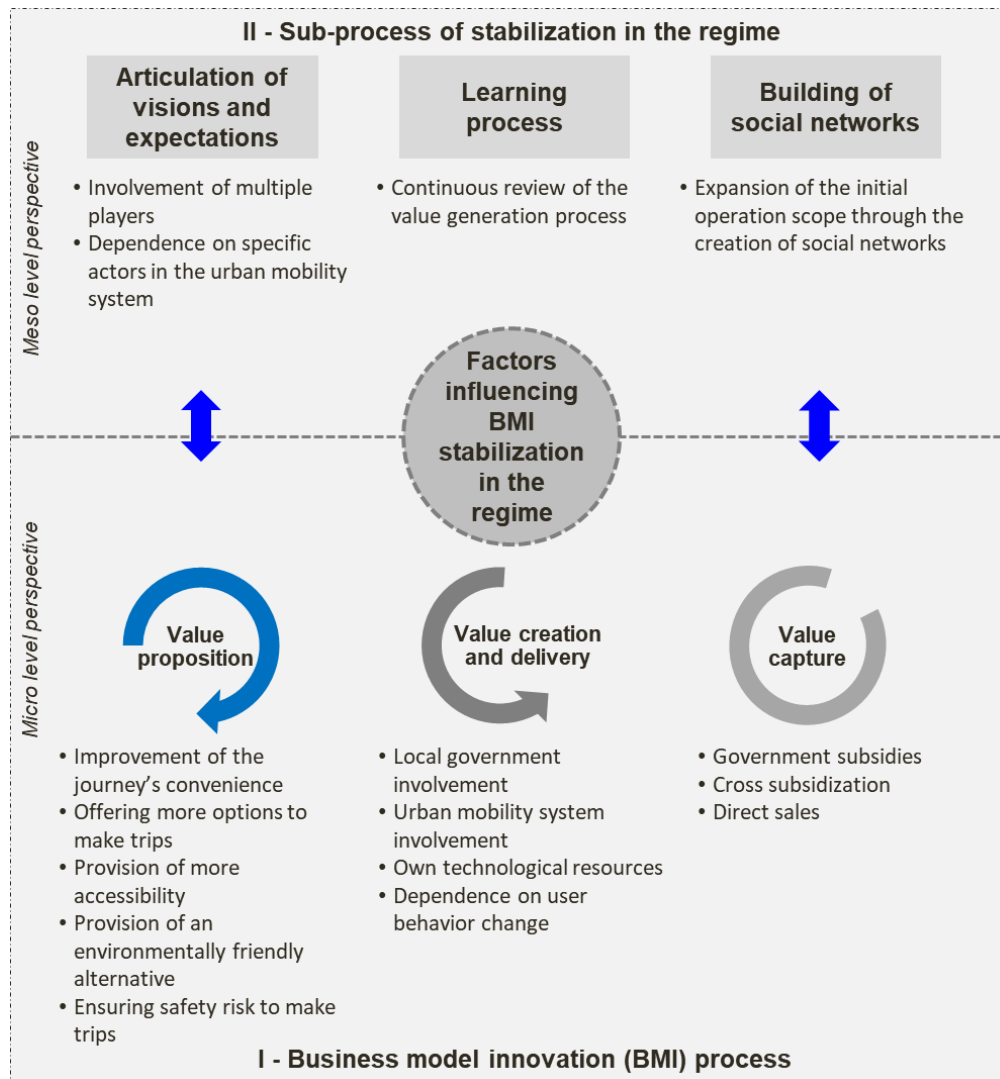 II - Sub-process of stabilization in the regime
Articulation of
visions and
expectations
Learning
process
Building of
social networks
Meso level perspective
• Involvement of multiple
players
• Dependence on specific
actors in the urban mobility
system
• Continuous review of the
value generation process
• Expansion of the initial
operation scope through the
creation of social networks
Factors
influencing
BMI
stabilization
in the
regime
Micro level perspective
Value
proposition
Value creation
and delivery
Value
capture
• Improvement of the
journey's convenience
• Offering more options to
make trips
• Provision of more
accessibility
• Provision of an
environmentally friendly
alternative
• Ensuring safety risk to make
trips
• Local government
involvement
• Urban mobility system
involvement
• Own technological resources
• Dependence on user
behavior change
• Government subsidies
• Cross subsidization
• Direct sales
I - Business model innovation (BMI) process